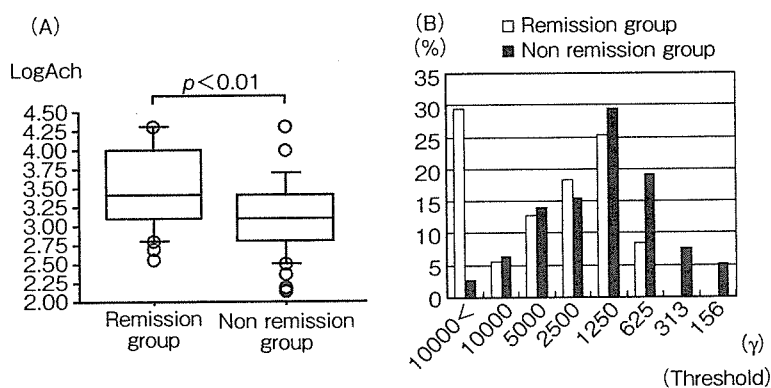 (A)
LogAch
p<0.01
4.50
4.25
4.00
3.75
3.50
3.25
3.00
2.75
2.50
2.25
2.00
Remission
group
Non remission
group
(B)
□ Remission group
■ Non remission group
(%)
35
30
25
20
15
10
5
0
10000<
10000
5000
2500
1250
625
313
156
(γ)
(Threshold)